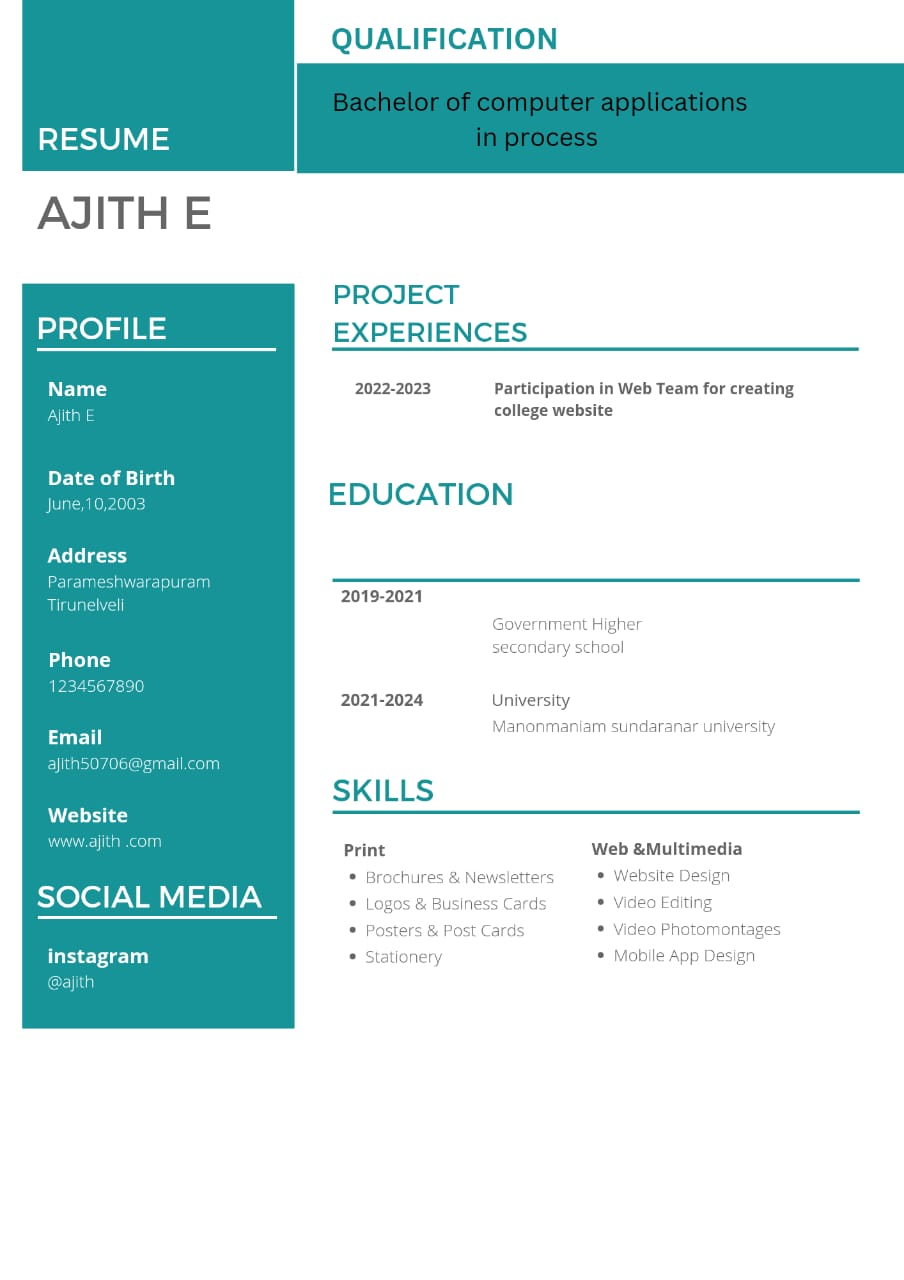 RESUME
QUALIFICATION
Bachelor of computer applications
in process
AJITH E
PROFILE
Name
Ajith E
Date of Birth
June,10,2003
Address
Parameshwarapuram
Tirunelveli
Phone
1234567890
Email
aJith50706@gmail.com
Website
www.ajith .com
SOCIAL MEDIA
instagram
@ajith
PROJECT
EXPERIENCES
2022-2023 Participation in Web Team for creating
college website
EDUCATION
2019-2021
Government Higher
secondary school
2021-2024 University
Manonmaniam sundaranar university
SKILLS
Print
• Brochures & Newsletters
• Logos & Business Cards
• Posters & Post Cards
• Stationery
Web &Multimedia
• Website Design
• Video Editing
• Video Photomontages
• Mobile App Design